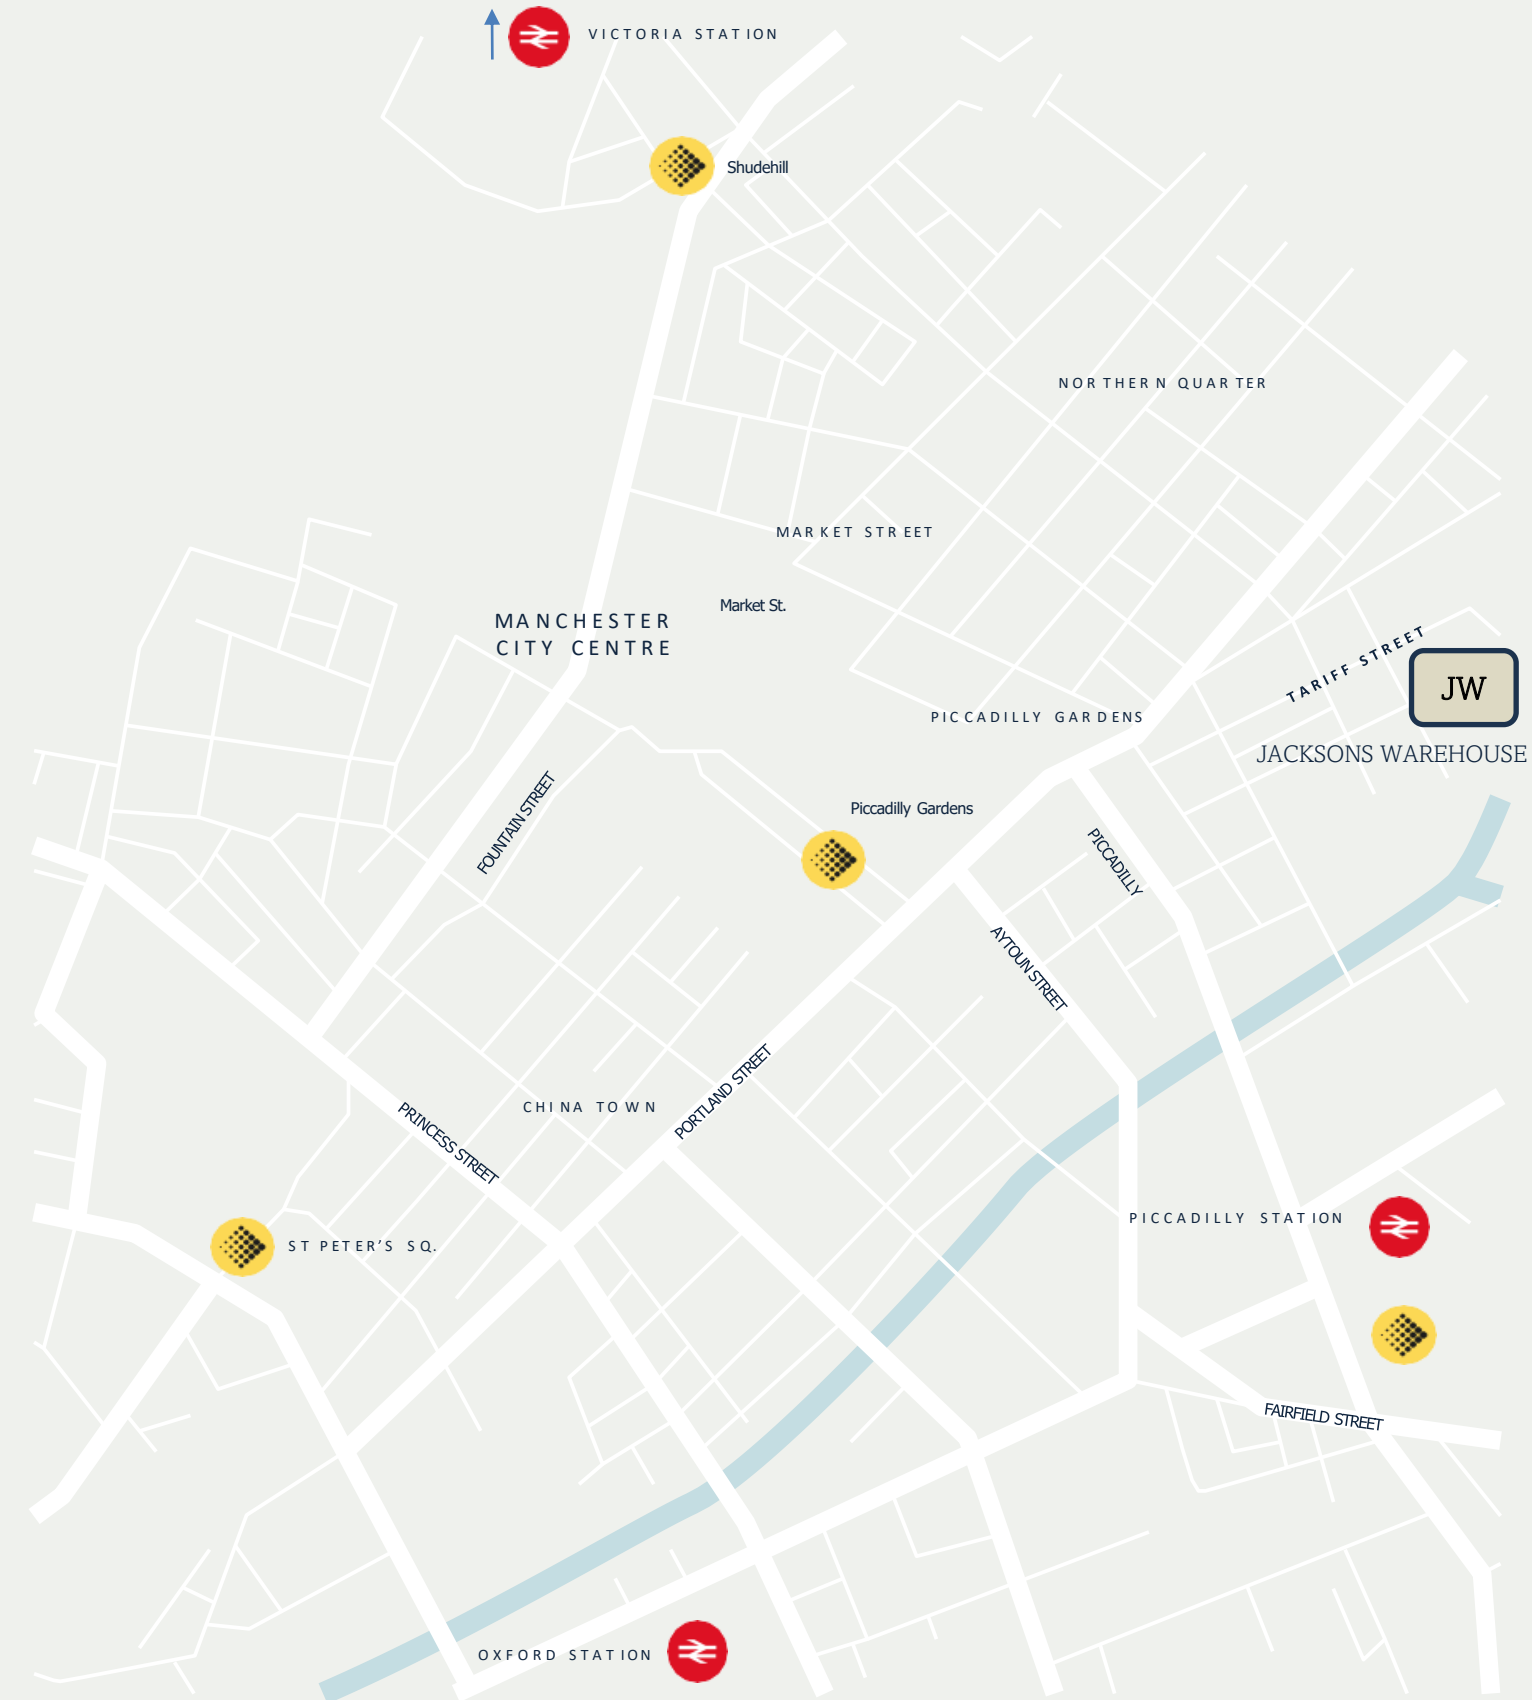 VICTORIA STATION
Shudehill
NORTHERN QUARTER
MARKET STREET
Market St.
MANCHESTER
CITY CENTRE
TARIFF STREET
JW
PICCADILLY GARDENS
JACKSONS WAREHOUSE
FOUNTAIN STREET
Piccadilly Gardens
PICCADILLY
AYTOUN STREET
PORTLAND STREET
CHINA TOWN
PRINCESS STREET
PICCADILLY STATION
ST PETER’S SQ.
FAIRFIELD STREET
OXFORD STATION